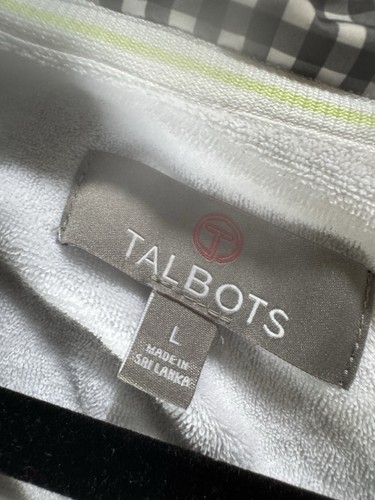 T
TALBOTS
L
MADE IN
SRI LANKA